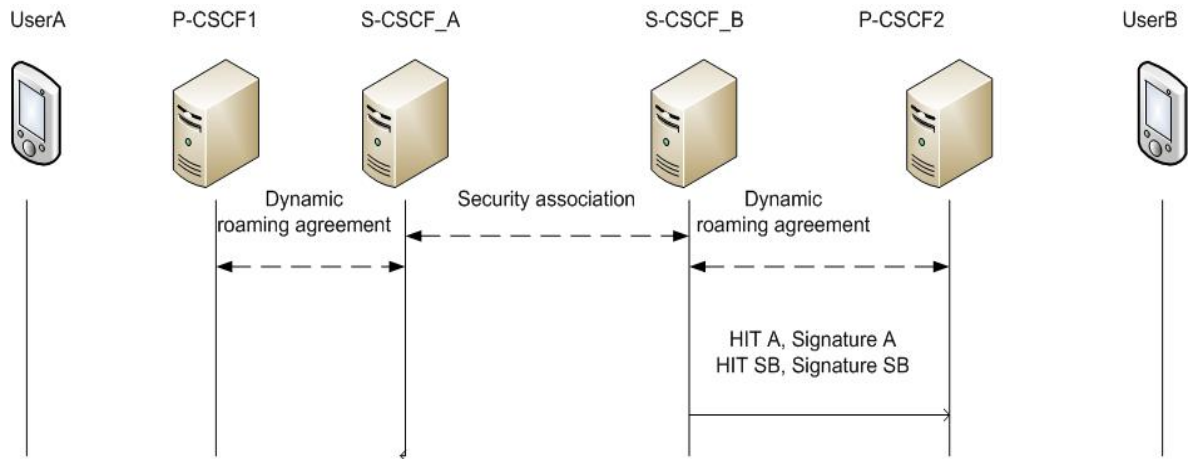 UserA
P-CSCF1
S-CSCF_A
S-CSCF_B
P-CSCF2
UserB
Dynamic
roaming agreement
Security association
Dynamic
roaming agreement
HIT A, Signature A
HIT SB, Signature SB